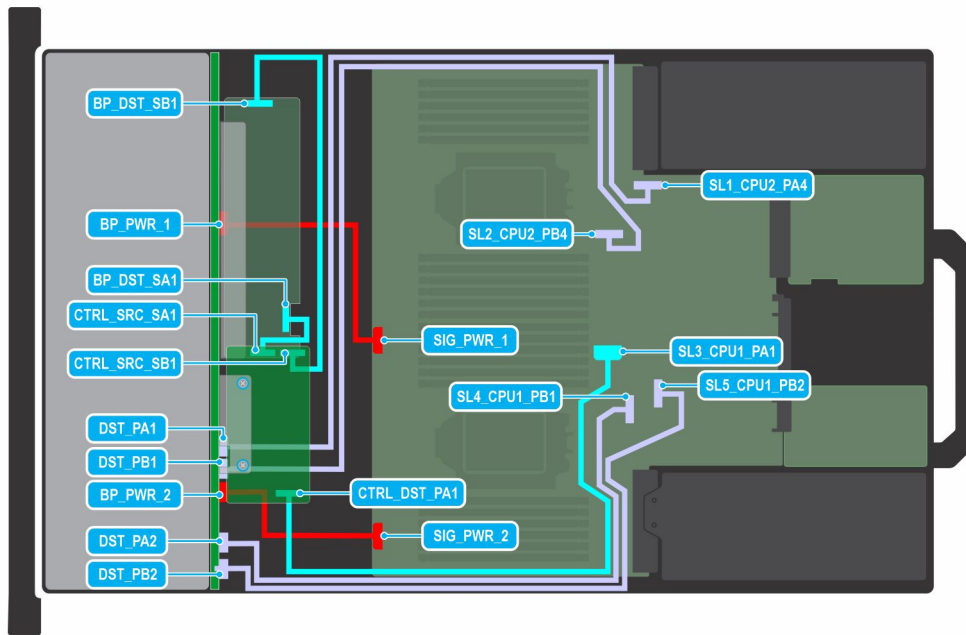 BP_DST_SB1
BP_PWR_1
BP_DST_SA1
CTRL_SRC_SA1
CTRL_SRC_SB1
DST_PA1
DST_PB1
BP_PWR_2
DST_PA2
DST_PB2
SIG_PWR_1
CTRL_DST_PA1
SIG_PWR_2
SL1_CPU2_PA4
SL2_CPU2_PB4
SL3_CPU1_PA1
SL4_CPU1_PB1
SL5_CPU1_PB2